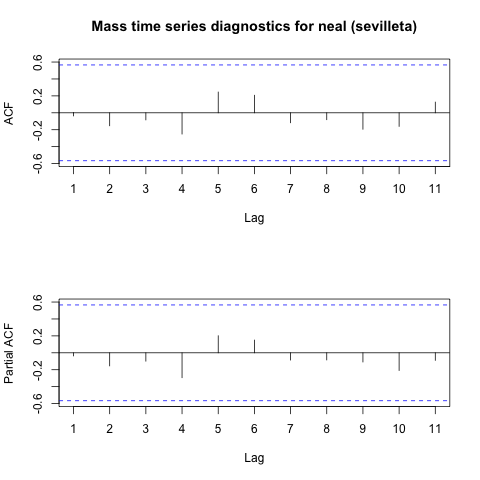 Mass time series diagnostics for neal (sevilleta)
ACF
0.6
0.2
-0.2
-0.6
1 2 3 4 5 6 7 8 9 10 11
Lag
Partial ACF
0.6
0.2
-0.2
-0.6
1 2 3 4 5 6 7 8 9 10 11
Lag